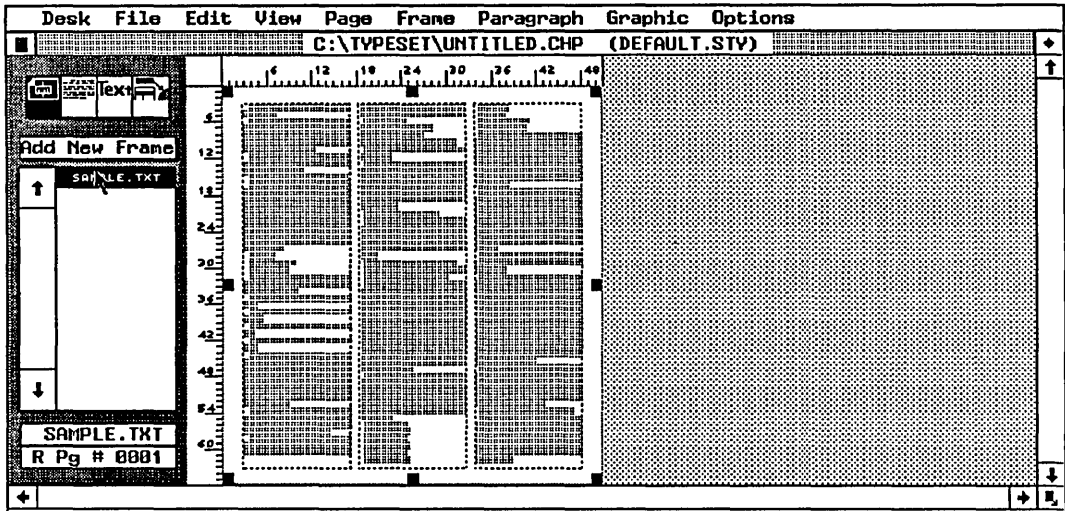 Desk File Edit View Page Frame Paragraph Graphic Options
C:\TYPESET\UNTITLED.CHP (DEFAULT.STY)
6 12 18 24 30 36 42 48
Text
Add New Frame
SAMPLE.TXT
6
12
18
24
30
36
42
48
54
60
SAMPLE.TXT
R Pg # 0001